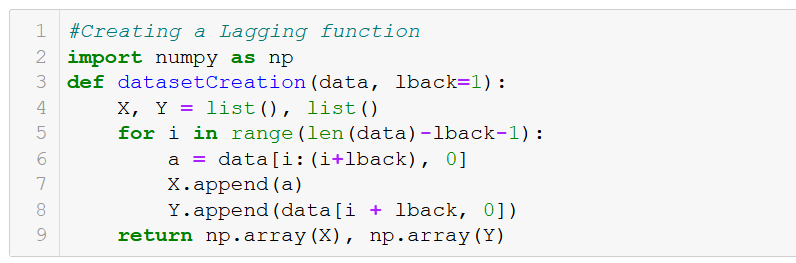 1 #Creating a Lagging function
2 import numpy as np
3 def datasetCreation(data, lback=1):
4     X, Y = list(), list()
5     for i in range(len(data)-lback-1):
6         a = data[i:(i+lback), 0]
7         X.append(a)
8         Y.append(data[i + lback, 0])
9     return np.array(X), np.array(Y)